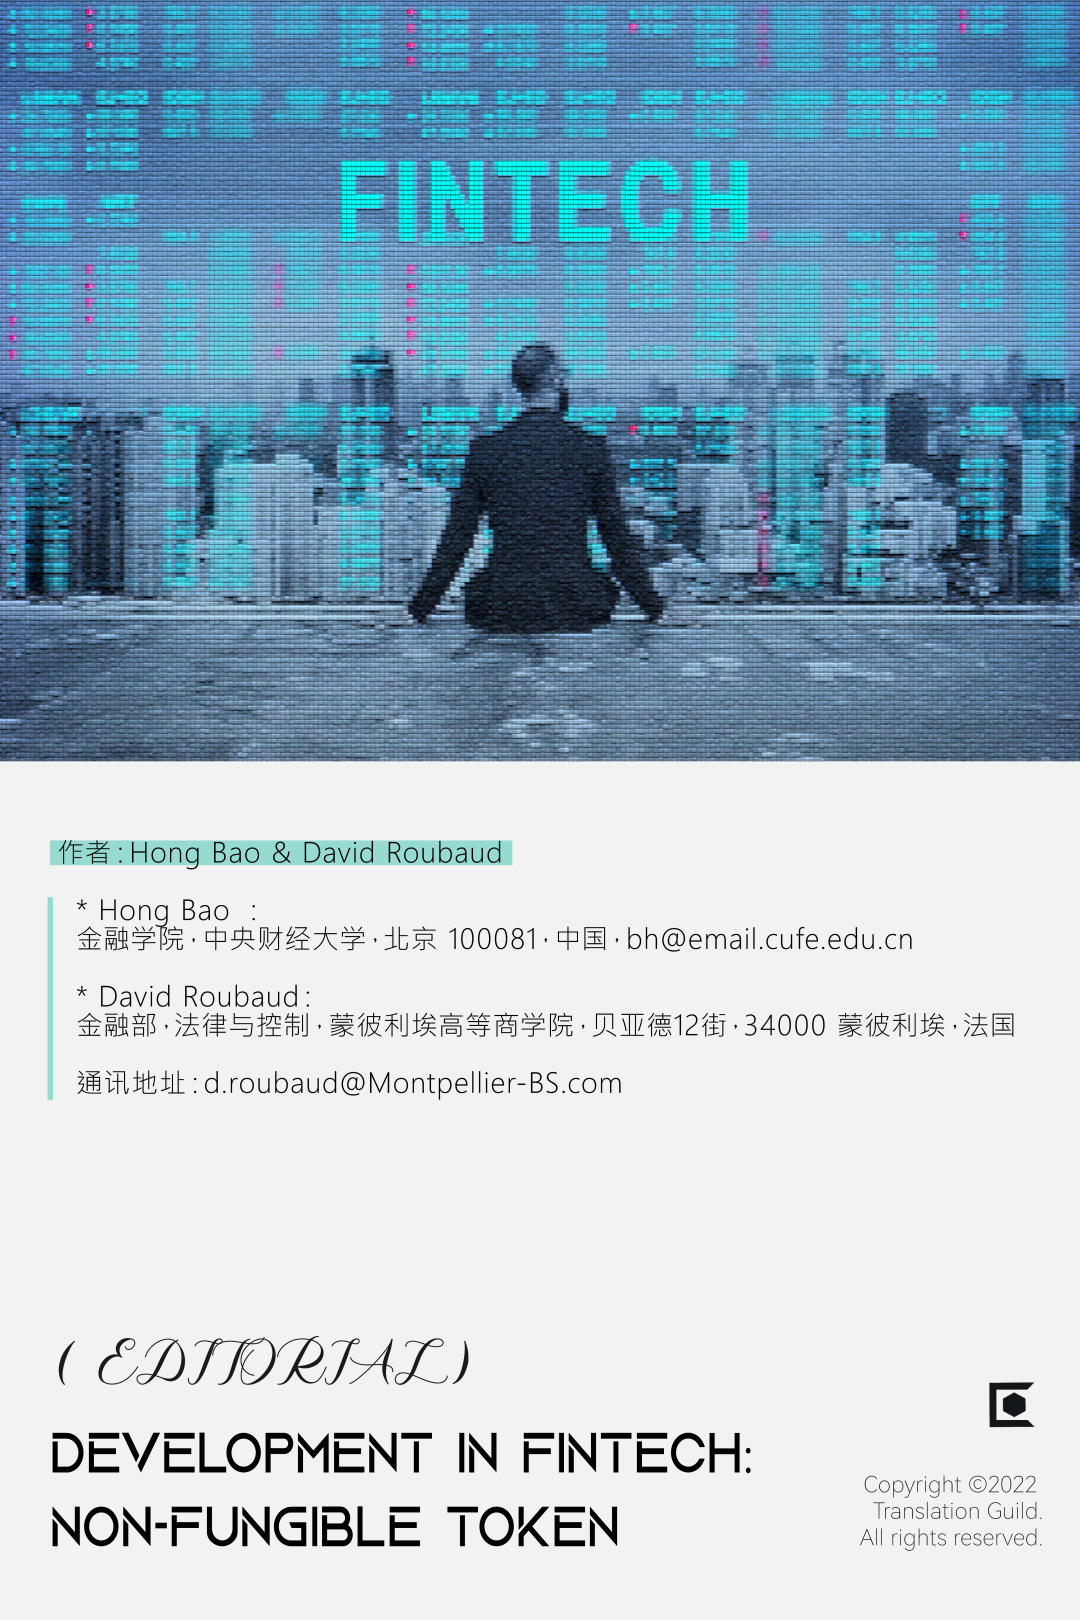 FINTECH
作者:Hong Bao & David Roubaud
* Hong Bao :
金融学院,中央财经大学,北京 100081,中国,bh@email.cufe.edu.cn
* David Roubaud:
金融部,法律与控制,蒙彼利埃高等商学院,贝亚德12街,34000 蒙彼利埃,法国
通讯地址:d.roubaud@Montpellier-BS.com
( EDITORIAL)
DEVELOPMENT IN FINTECH:
NON-FUNGIBLE TOKEN
Copyright ©2022
Translation Guild.
All rights reserved.